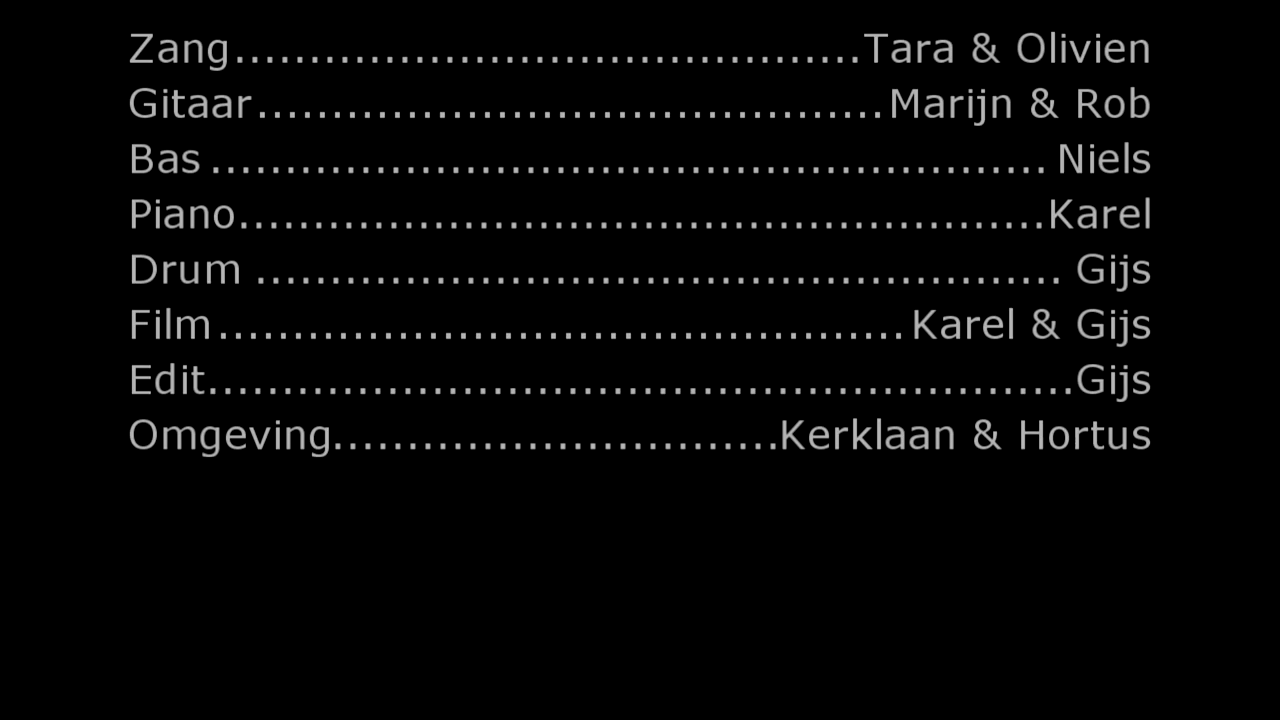 Zang..........................................Tara & Olivien
Gitaar..........................................Marijn & Rob
Bas ........................................................ Niels
Piano......................................................Karel
Drum ...................................................... Gijs
Film..............................................Karel & Gijs
Edit..........................................................Gijs
Omgeving..............................Kerklaan & Hortus